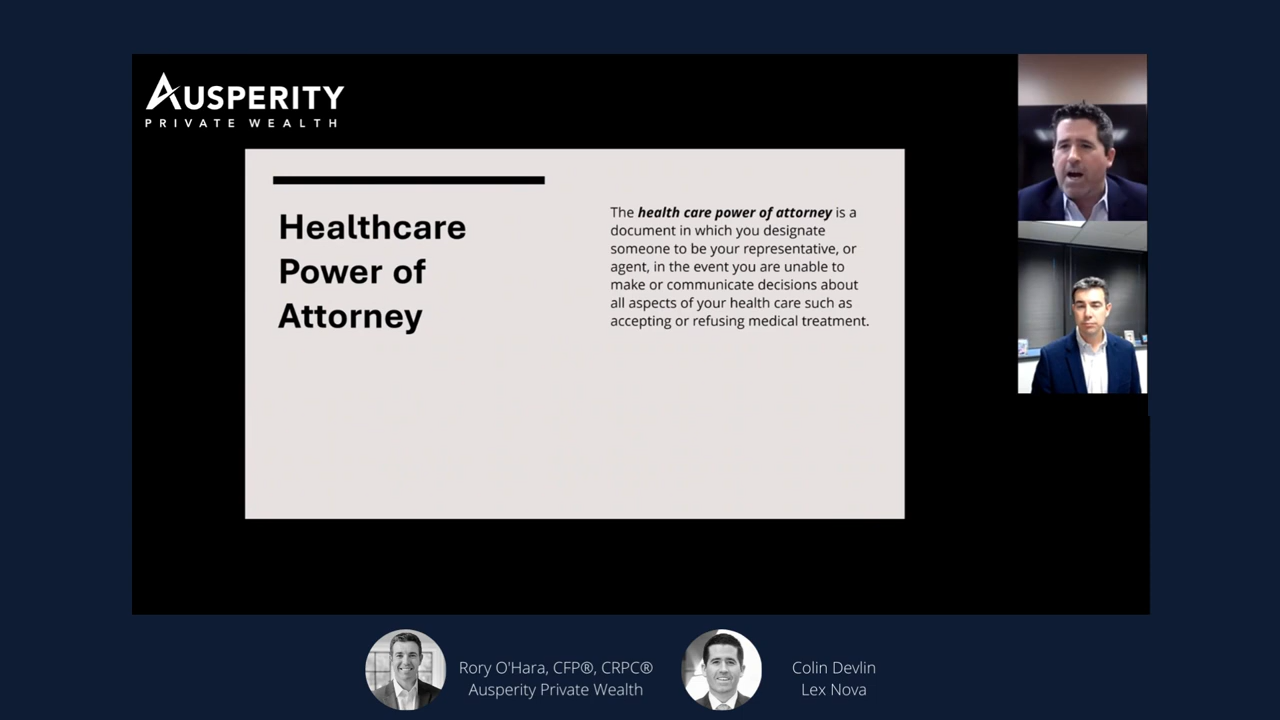 AUSPERITY
PRIVATE WEALTH
Healthcare
Power of
Attorney
The health care power of attorney is a
document in which you designate
someone to be your representative, or
agent, in the event you are unable to
make or communicate decisions about
all aspects of your health care such as
accepting or refusing medical treatment.
Rory O'Hara, CFP®, CRPC®
Ausperity Private Wealth
Colin Devlin
Lex Nova